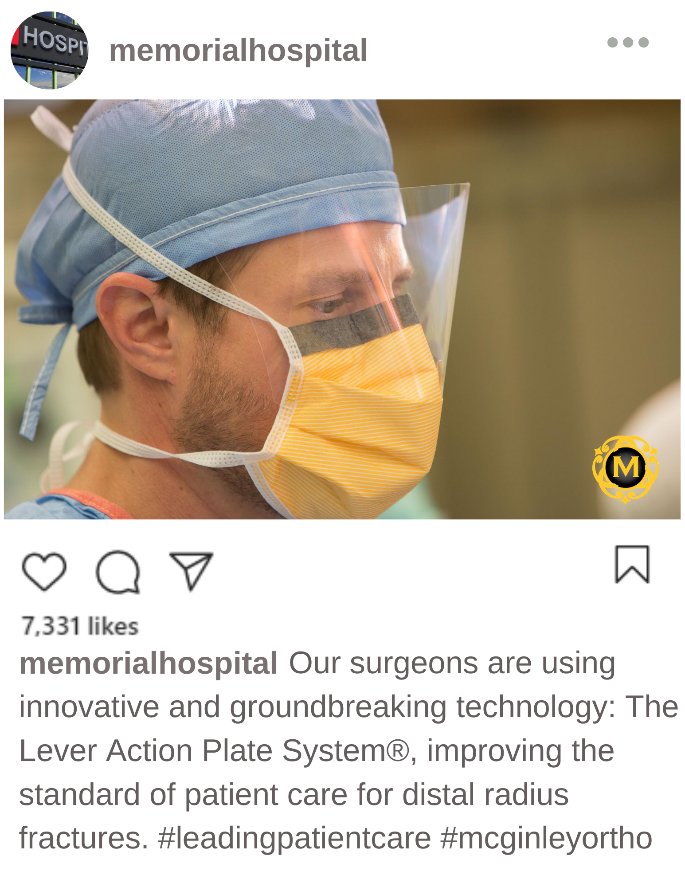 HOSPI
memorialhospital
M
7,331 likes
memorialhospital Our surgeons are using
innovative and groundbreaking technology: The
Lever Action Plate System®, improving the
standard of patient care for distal radius
fractures. #leadingpatientcare #mcginleyortho